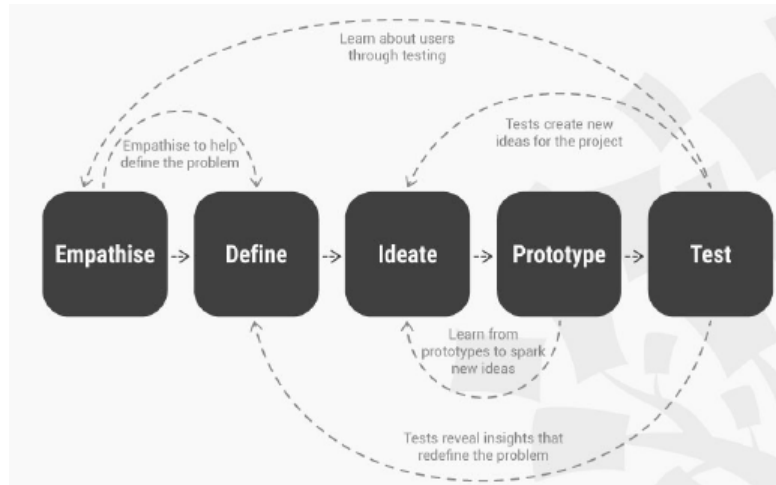 Learn about users
through testing
Empathise to help
define the problem
Tests create new
ideas for the project
Empathise
Define
Ideate
Prototype
Test
Learn from
prototypes to spark
new ideas
Tests reveal insights that
redefine the problem